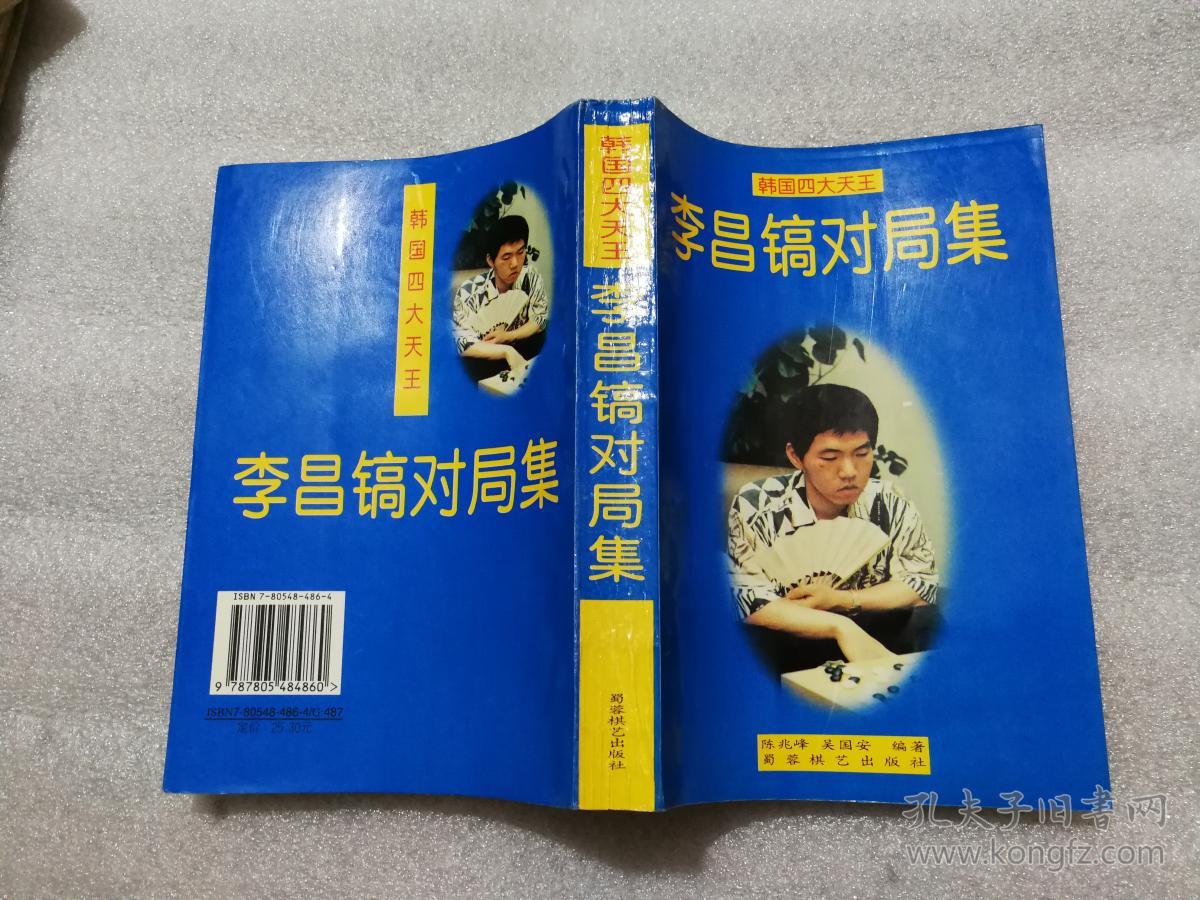 韩国四大天王
李昌镐对局集
ISBN 7-80548-486-4
9 787805 484860>
ISBN7-80548-486-4/G·487
定价：25.30元
韩国四大天王
李昌镐对局集
蜀蓉棋艺出版社
韩国四大天王
李昌镐对局集
陈兆峰 吴国安 编著
蜀蓉棋艺出版社
孔夫子旧书网
www.kongfz.com